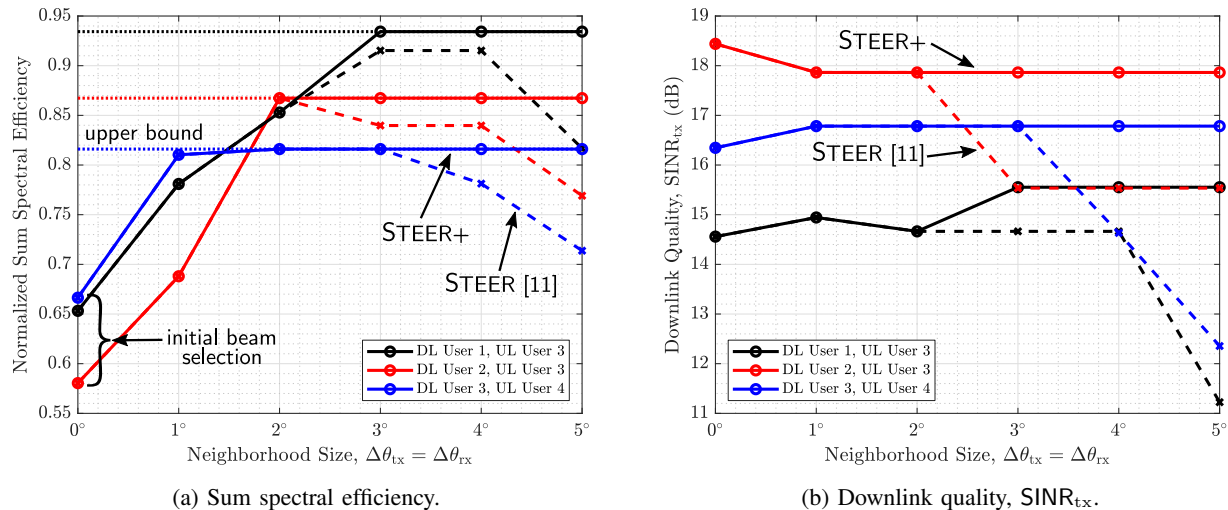 0.95
0.9
0.85
0.8
0.75
0.7
0.65
0.6
0.55
Normalized Sum Spectral Efficiency
upper bound
STEER+
STEER [11]
initial beam
selection
DL User 1, UL User 3
DL User 2, UL User 3
DL User 3, UL User 4
0° 1° 2° 3° 4° 5°
Neighborhood Size, Δθtx = Δθrx
(a) Sum spectral efficiency.
19
18
17
16
15
14
13
12
11
Downlink Quality, SINRtx (dB)
STEER+
STEER [11]
DL User 1, UL User 3
DL User 2, UL User 3
DL User 3, UL User 4
0° 1° 2° 3° 4° 5°
Neighborhood Size, Δθtx = Δθrx
(b) Downlink quality, SINRtx.